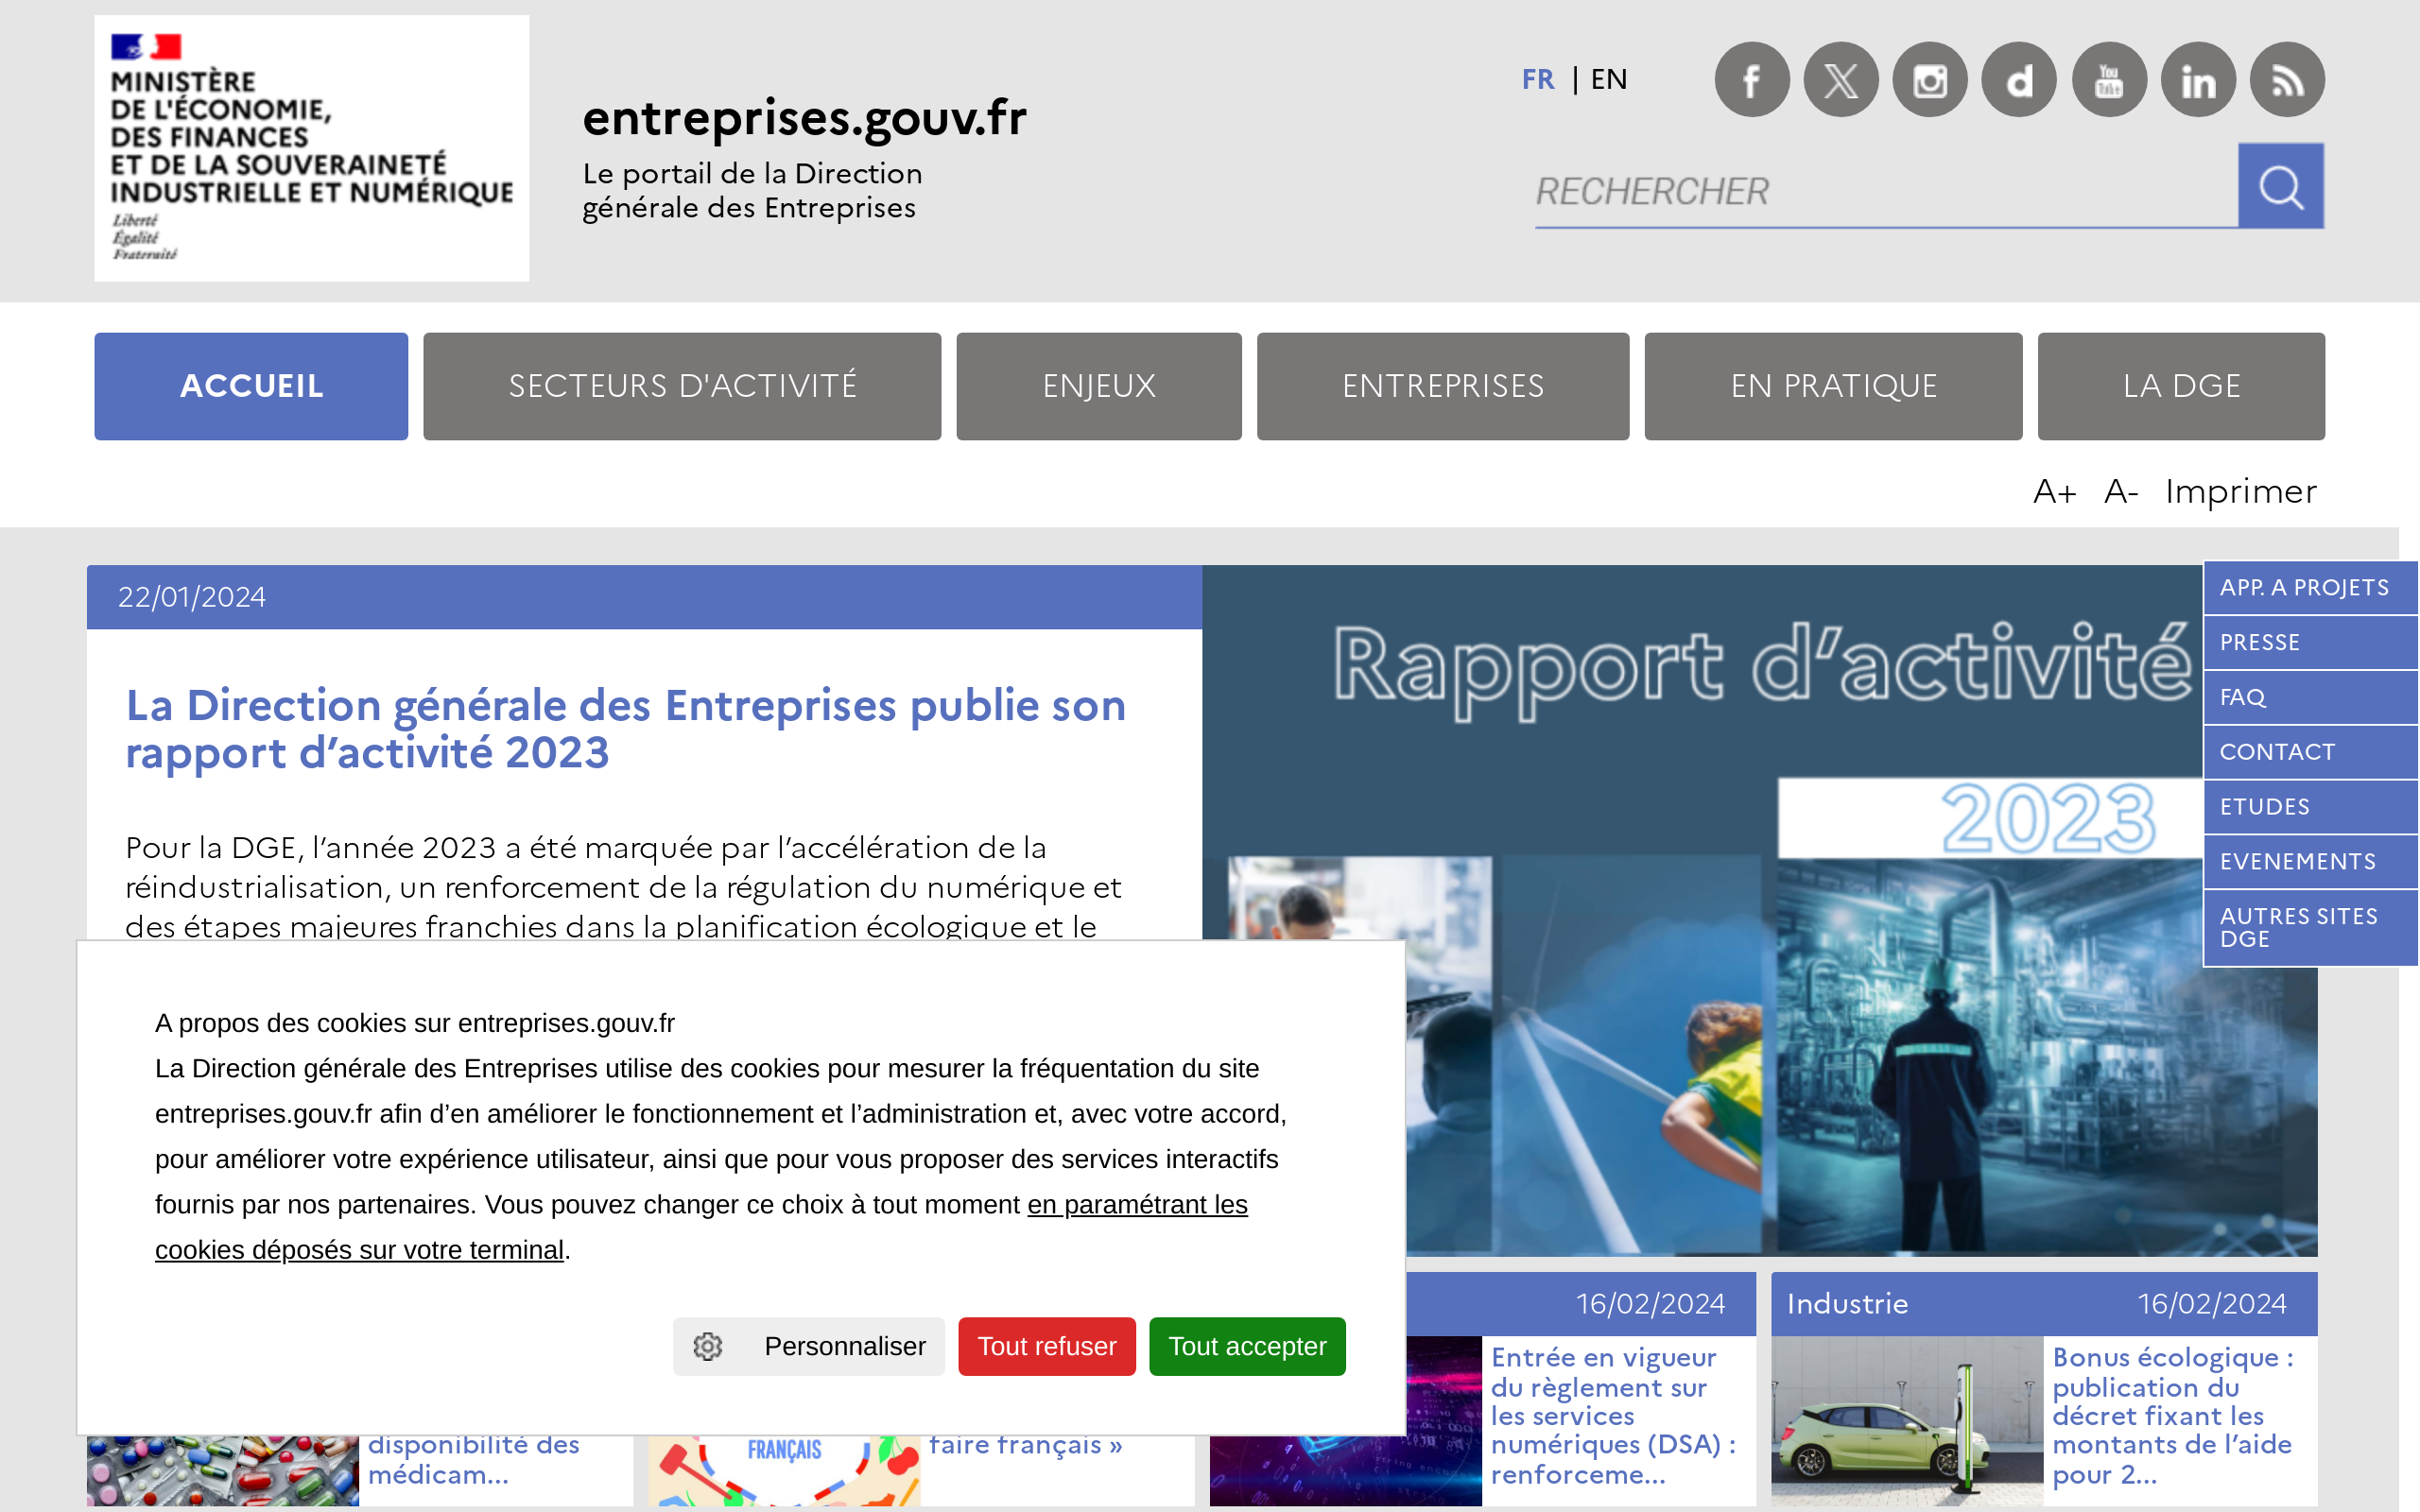 MINISTÈRE
DE L'ÉCONOMIE,
DES FINANCES
ET DE LA SOUVERAINETÉ
INDUSTRIELLE ET NUMÉRIQUE
Liberté
Égalité
Fraternité
entreprises.gouv.fr
Le portail de la Direction
générale des Entreprises
FR | EN
RECHERCHER
ACCUEIL
SECTEURS D'ACTIVITÉ
ENJEUX
ENTREPRISES
EN PRATIQUE
LA DGE
A+ A- Imprimer
22/01/2024
La Direction générale des Entreprises publie son
rapport d’activité 2023
Pour la DGE, l’année 2023 a été marquée par l’accélération de la
réindustrialisation, un renforcement de la régulation du numérique et
des étapes majeures franchies dans la planification écologique et le
Rapport d’activité
2023
APP. A PROJETS
PRESSE
FAQ
CONTACT
ETUDES
EVENEMENTS
AUTRES SITES
DGE
A propos des cookies sur entreprises.gouv.fr
La Direction générale des Entreprises utilise des cookies pour mesurer la fréquentation du site
entreprises.gouv.fr afin d’en améliorer le fonctionnement et l’administration et, avec votre accord,
pour améliorer votre expérience utilisateur, ainsi que pour vous proposer des services interactifs
fournis par nos partenaires. Vous pouvez changer ce choix à tout moment en paramétrant les
cookies déposés sur votre terminal.
Personnaliser
Tout refuser
Tout accepter
disponibilité des
médicam...
FRANÇAIS
faire français »
16/02/2024
Entrée en vigueur
du règlement sur
les services
numériques (DSA) :
renforceme...
Industrie
16/02/2024
Bonus écologique :
publication du
décret fixant les
montants de l’aide
pour 2...